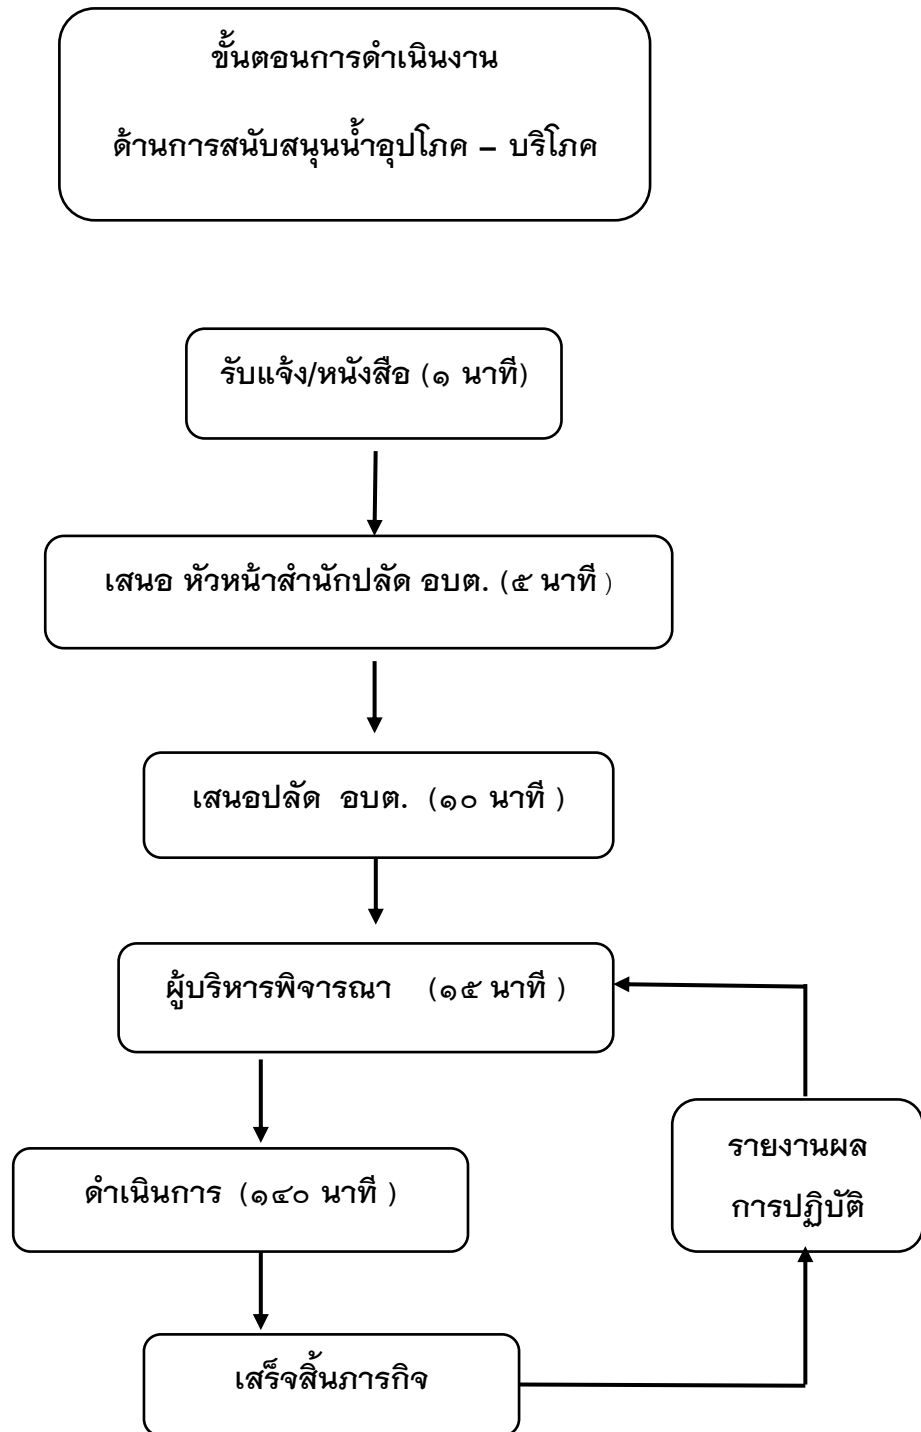 ขั้นตอนการดำเนินงาน
ด้านการสนับสนุนน้ำอุปโภค – บริโภค
รับแจ้ง/หนังสือ (๑ นาที)
เสนอ หัวหน้าสำนักปลัด อบต. (๕ นาที )
เสนอปลัด อบต. (๑๐ นาที )
ผู้บริหารพิจารณา (๑๕ นาที )
ดำเนินการ (๑๔๐ นาที )
รายงานผล
การปฏิบัติ
เสร็จสิ้นภารกิจ